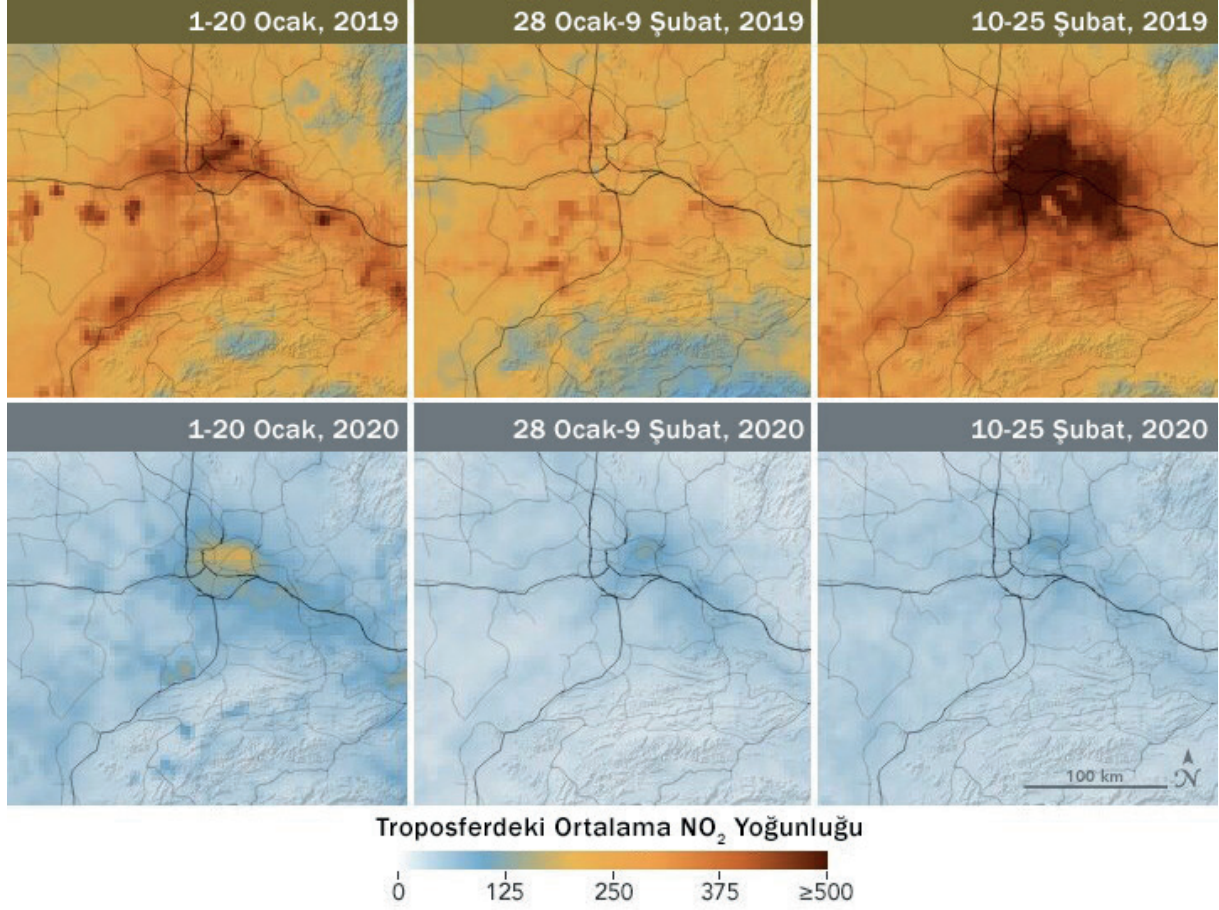 1-20 Ocak, 2019
28 Ocak-9 Şubat, 2019
10-25 Şubat, 2019
1-20 Ocak, 2020
28 Ocak-9 Şubat, 2020
10-25 Şubat, 2020
100 km
N
Troposferdeki Ortalama NO₂ Yoğunluğu
0 125 250 375 ≥500